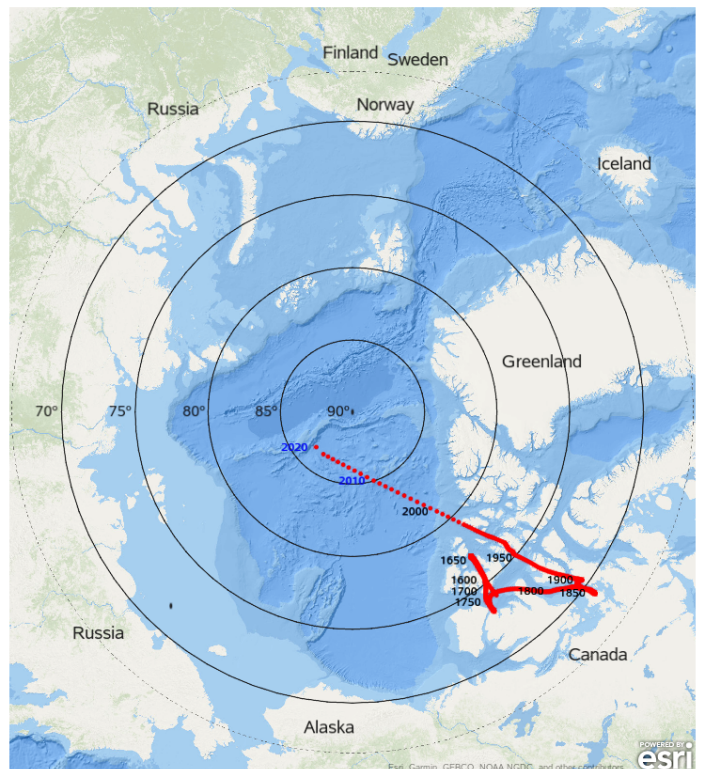 Finland Sweden
Norway
Russia
Iceland
Greenland
70° 75° 80° 85° 90°
2020
2010
2000
1950
1650
1600
1900
1700
1800
1850
1750
Russia
Canada
Alaska
POWERED BY
esri
Esri, Garmin, GEBCO, NOAA NGDC, and other contributors